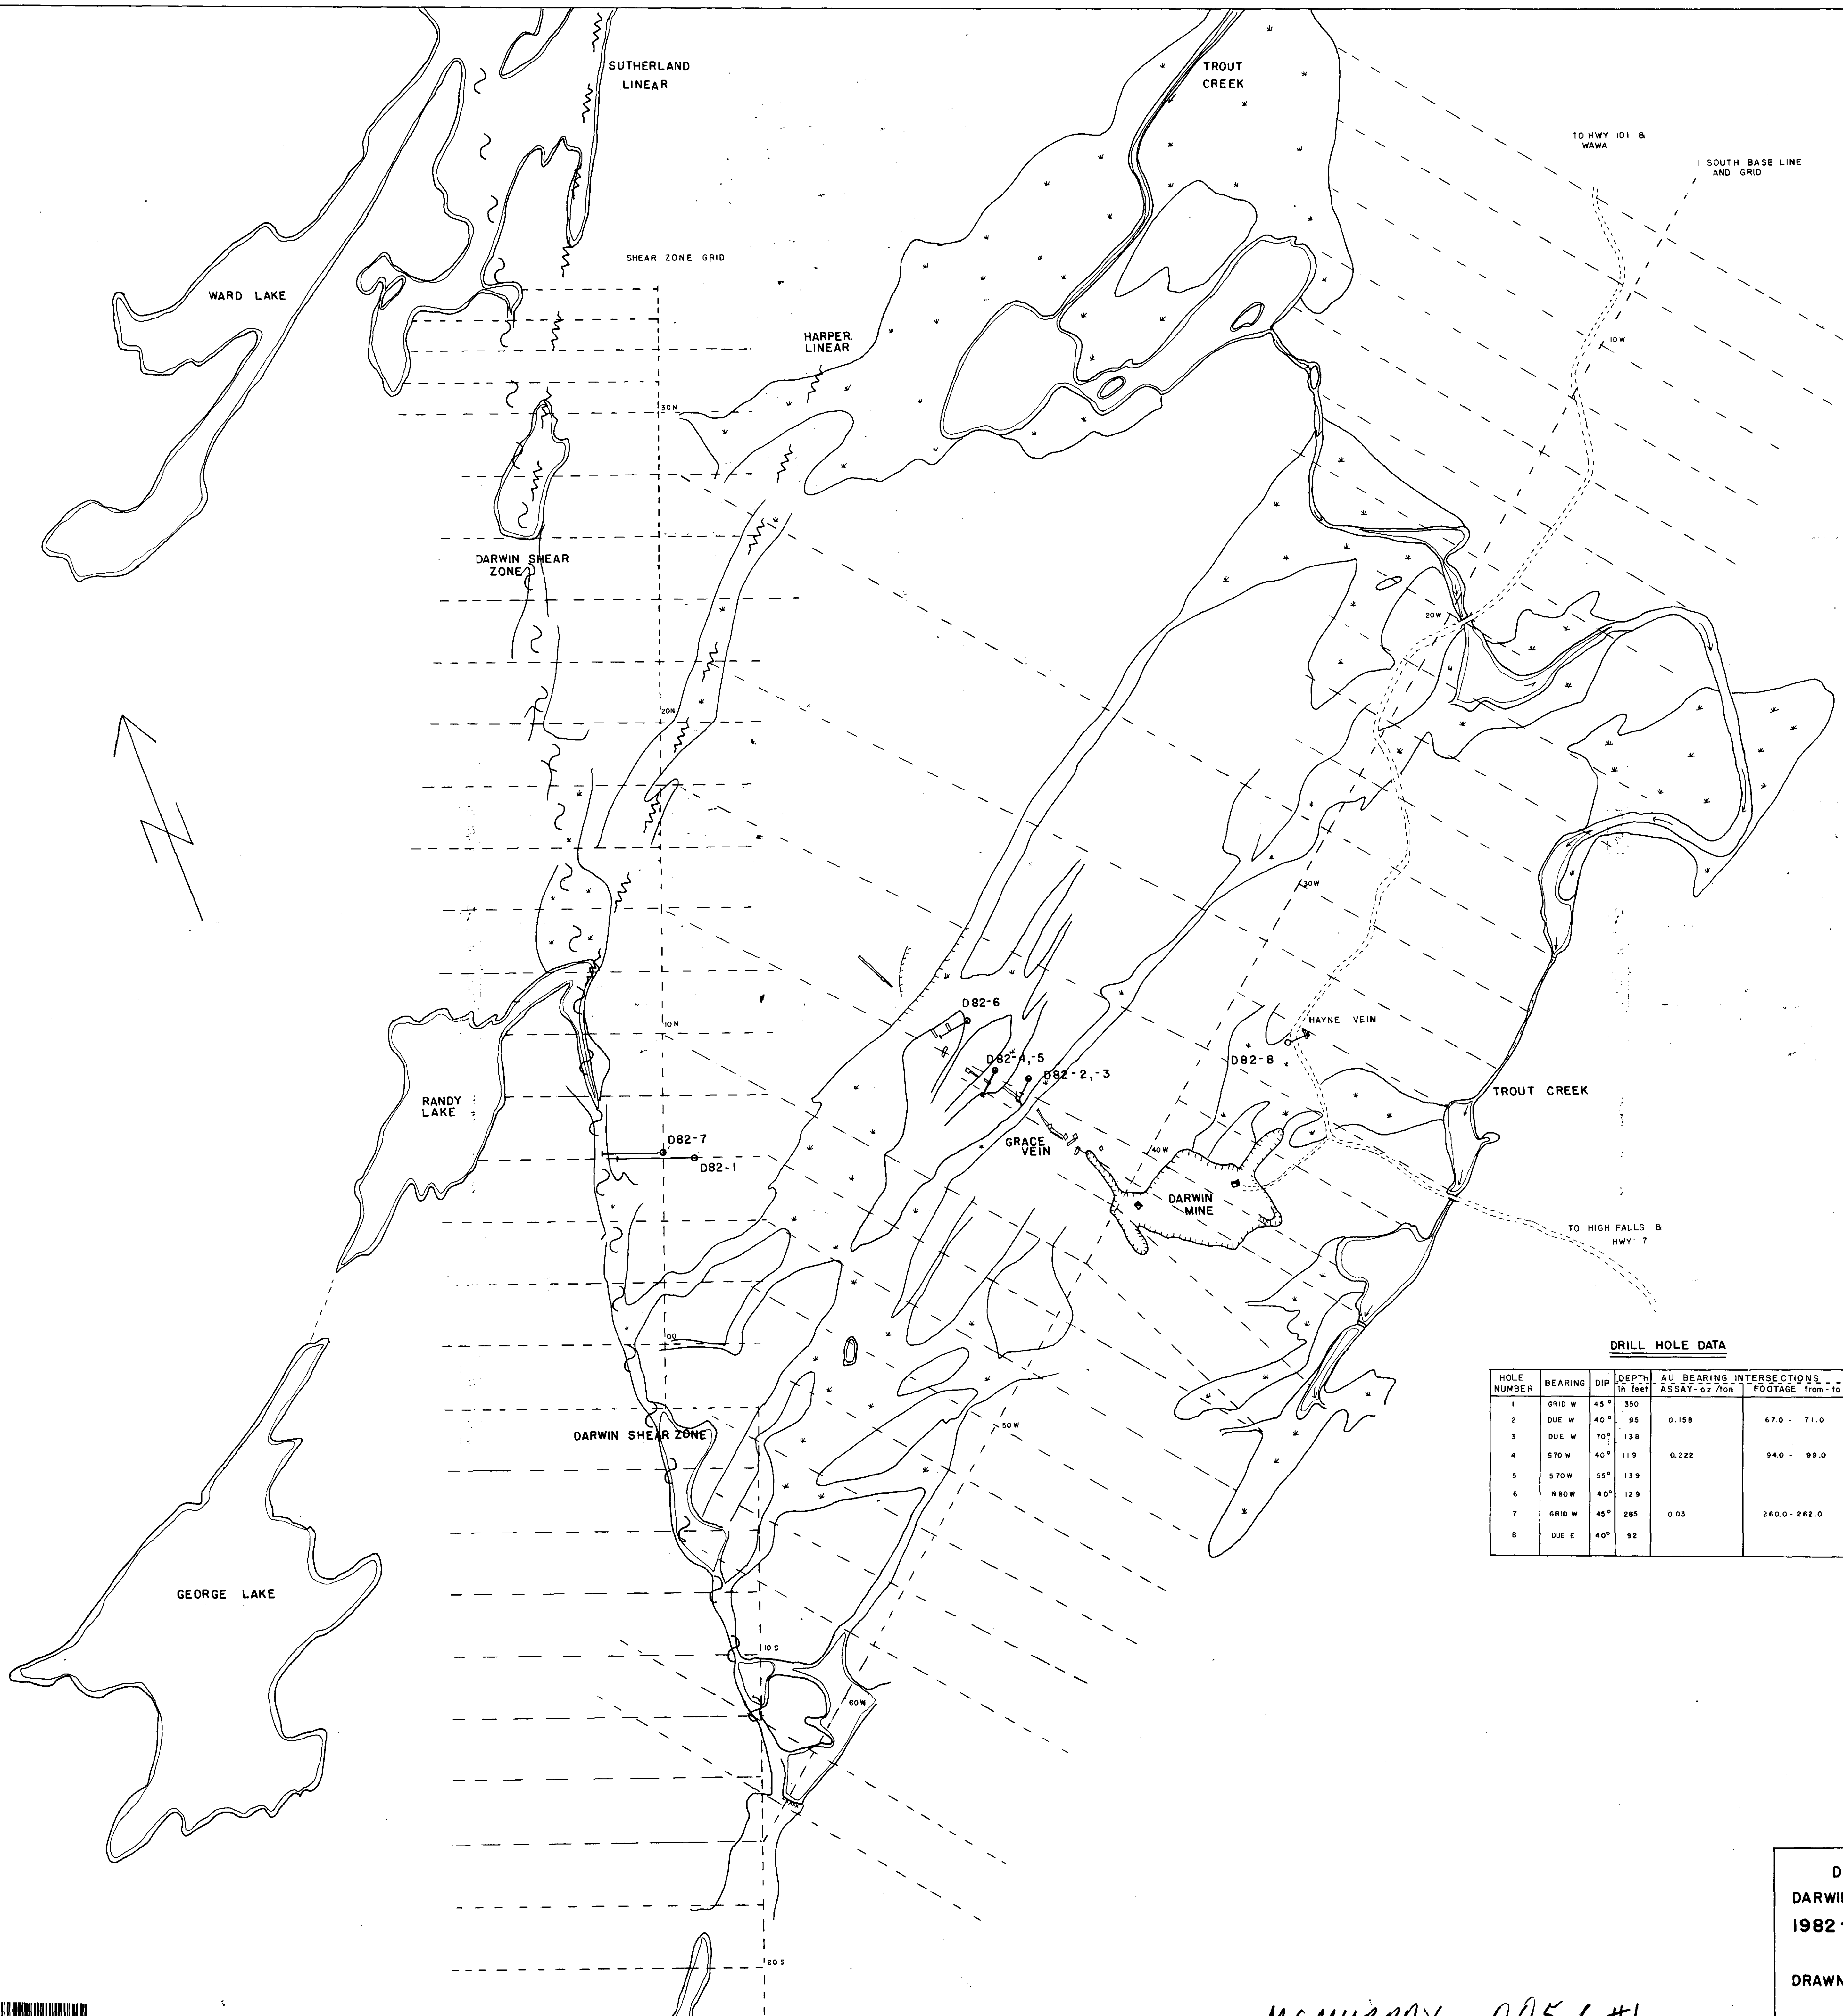 SUTHERLAND
LINEAR
TROUT
CREEK
TO HWY 101 &
WAWA
1 SOUTH BASE LINE
AND GRID
SHEAR ZONE GRID
WARD LAKE
HARPER
LINEAR
10W
30N
DARWIN SHEAR
ZONE
20W
20N
30W
D82-6
10N
HAYNE VEIN
D82-4,-5
D82-8
D82-2,-3
RANDY
LAKE
TROUT CREEK
D82-7
D82-1
GRACE
VEIN
40W
DARWIN
MINE
TO HIGH FALLS &
HWY 17
00
DRILL HOLE DATA
HOLE NUMBER BEARING DIP DEPTH In feet AU BEARING INTERSECTIONS ASSAY-oz./ton FOOTAGE from-to
1 GRID W 45° 350
2 DUE W 40° 95 0.158 67.0 - 71.0
3 DUE W 70° 138
4 S70W 40° 119 0.222 94.0 - 99.0
5 S70W 55° 139
6 N80W 40° 129
7 GRID W 45° 285 0.03 260.0 - 262.0
8 DUE E 40° 92
50W
DARWIN SHEAR ZONE
GEORGE LAKE
10S
60W
20S
1982